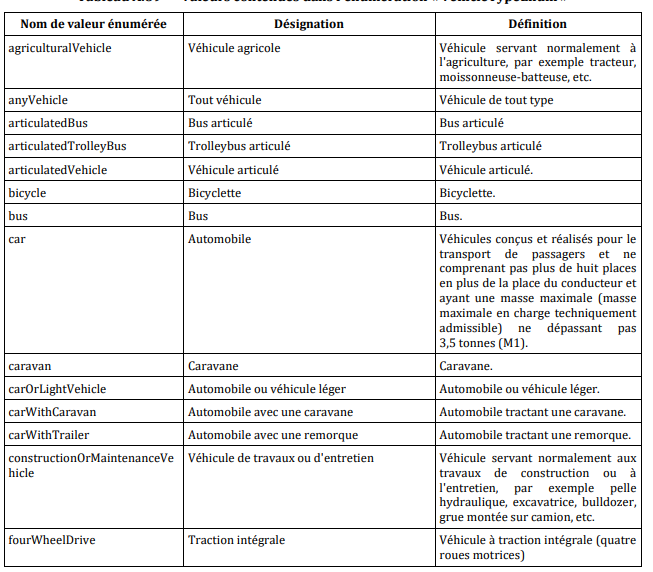 Nom de valeur énumérée Désignation Définition
agriculturalVehicle Véhicule agricole Véhicule servant normalement à
l'agriculture, par exemple tracteur,
moissonneuse-batteuse, etc.
anyVehicle Tout véhicule Véhicule de tout type
articulatedBus Bus articulé Bus articulé
articulatedTrolleyBus Trolleybus articulé Trolleybus articulé
articulatedVehicle Véhicule articulé Véhicule articulé.
bicycle Bicyclette Bicyclette.
bus Bus Bus.
car Automobile Véhicules conçus et réalisés pour le
transport de passagers et ne
comprenant pas plus de huit places
en plus de la place du conducteur et
ayant une masse maximale (masse
maximale en charge techniquement
admissible) ne dépassant pas
3,5 tonnes (M1).
caravan Caravane Caravane.
carOrLightVehicle Automobile ou véhicule léger Automobile ou véhicule léger.
carWithCaravan Automobile avec une caravane Automobile tractant une caravane.
carWithTrailer Automobile avec une remorque Automobile tractant une remorque.
constructionOrMaintenanceVe Véhicule de travaux ou d'entretien Véhicule servant normalement aux
hicle travaux de construction ou à
l'entretien, par exemple pelle
hydraulique, excavatrice, bulldozer,
grue montée sur camion, etc.
fourWheelDrive Traction intégrale Véhicule à traction intégrale (quatre
roues motrices)